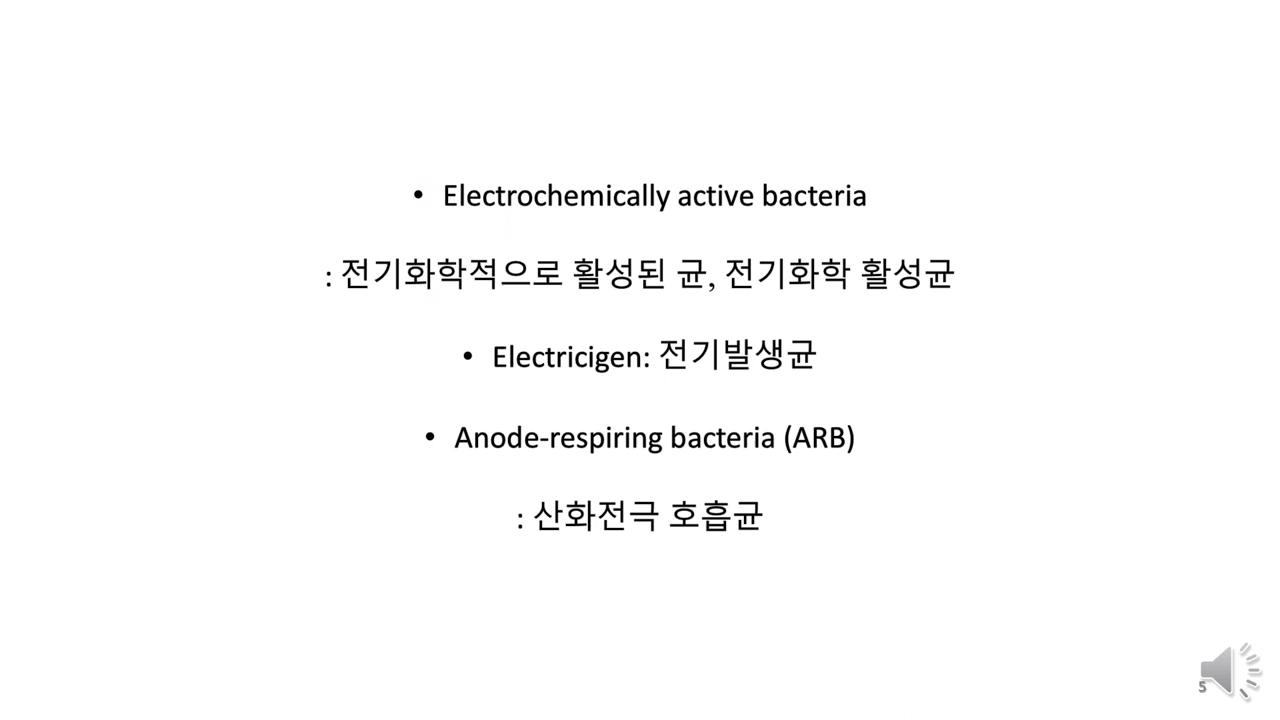 • Electrochemically active bacteria
: 전기화학적으로 활성된 균, 전기화학 활성균
• Electricigen: 전기발생균
• Anode-respiring bacteria (ARB)
: 산화전극 호흡균
5